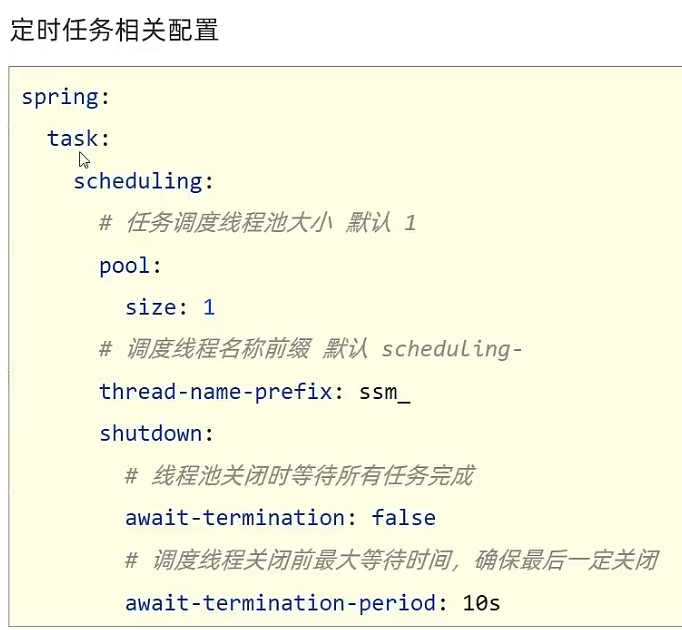 定时任务相关配置
spring:
  task:
    scheduling:
      # 任务调度线程池大小 默认 1
      pool:
        size: 1
      # 调度线程名称前缀 默认 scheduling-
      thread-name-prefix: ssm_
      shutdown:
        # 线程池关闭时等待所有任务完成
        await-termination: false
        # 调度线程关闭前最大等待时间，确保最后一定关闭
        await-termination-period: 10s